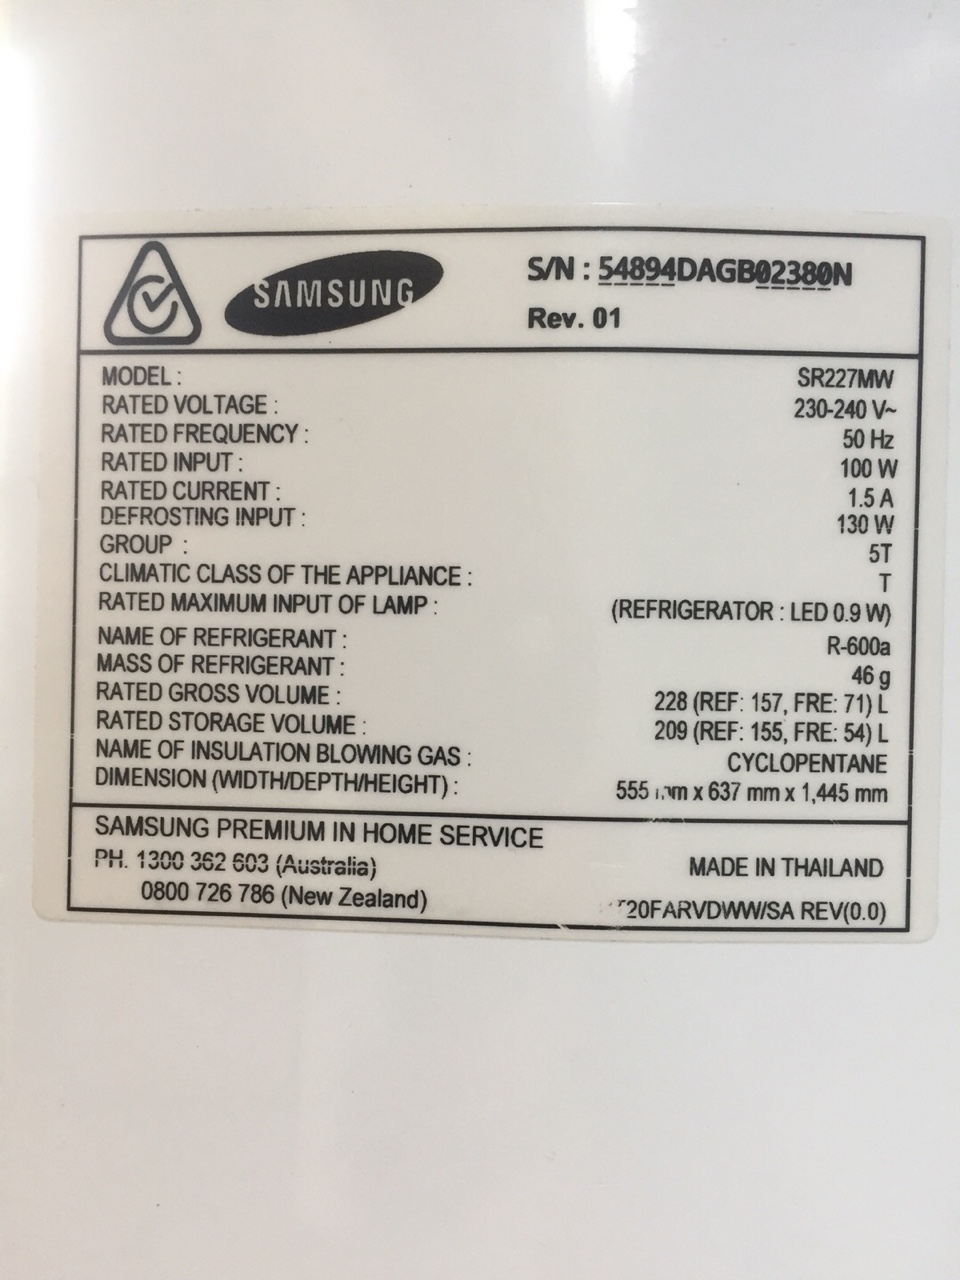 SAMSUNG
S/N : 54894DAGB02380N
Rev. 01
MODEL : SR227MW
RATED VOLTAGE : 230-240 V~
RATED FREQUENCY : 50 Hz
RATED INPUT : 100 W
RATED CURRENT : 1.5 A
DEFROSTING INPUT : 130 W
GROUP : 5T
CLIMATIC CLASS OF THE APPLIANCE : T
RATED MAXIMUM INPUT OF LAMP : (REFRIGERATOR : LED 0.9 W)
NAME OF REFRIGERANT : R-600a
MASS OF REFRIGERANT : 46 g
RATED GROSS VOLUME : 228 (REF: 157, FRE: 71) L
RATED STORAGE VOLUME : 209 (REF: 155, FRE: 54) L
NAME OF INSULATION BLOWING GAS : CYCLOPENTANE
DIMENSION (WIDTH/DEPTH/HEIGHT) : 555 mm x 637 mm x 1,445 mm
SAMSUNG PREMIUM IN HOME SERVICE
PH. 1300 362 603 (Australia)
0800 726 786 (New Zealand)
MADE IN THAILAND
REV(0.0)